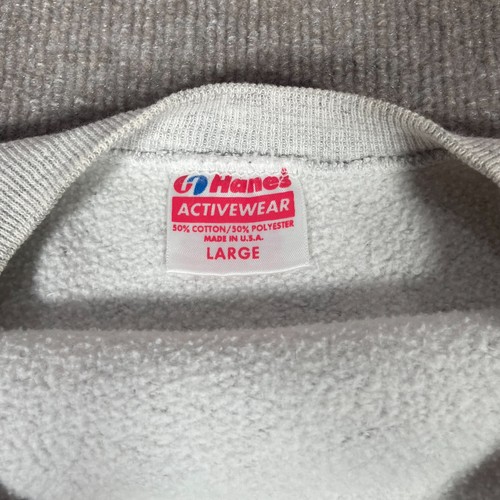 Hanes
ACTIVEWEAR
50% COTTON/50% POLYESTER
MADE IN U.S.A.
LARGE